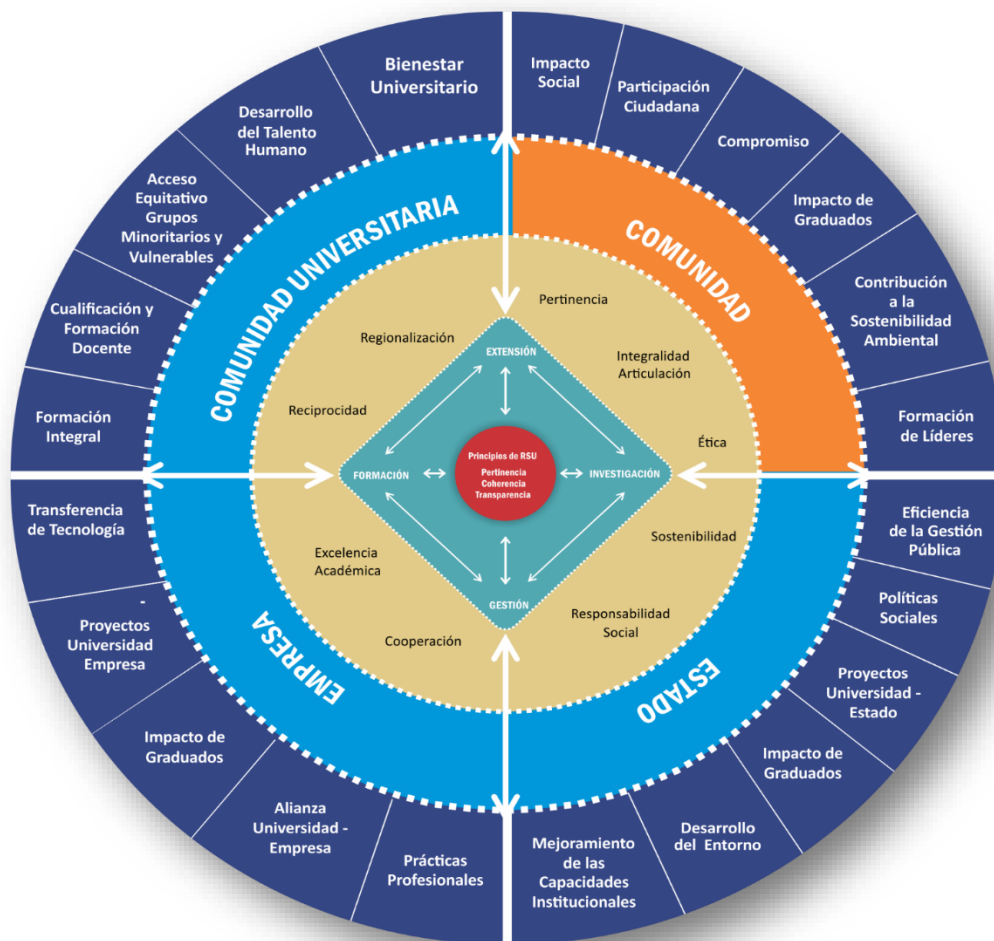 Bienestar
Universitario
Desarrollo
del Talento
Humano
Acceso
Equitativo
Grupos
Minoritarios y
Vulnerables
Cualificación y
Formación
Docente
Formación
Integral
Impacto
Social
Participación
Ciudadana
Compromiso
Impacto de
Graduados
Contribución
a la
Sostenibilidad
Ambiental
Formación
de Líderes
COMUNIDAD UNIVERSITARIA
COMUNIDAD
Regionalización
Reciprocidad
Pertinencia
Integralidad
Articulación
Ética
EXTENSIÓN
FORMACIÓN
Principios de RSU
Pertinencia
Coherencia
Transparencia
INVESTIGACIÓN
GESTIÓN
Excelencia
Académica
Cooperación
Sostenibilidad
Responsabilidad
Social
EMPRESA
ESTADO
Transferencia
de Tecnología
-
Proyectos
Universidad
Empresa
Impacto de
Graduados
Alianza
Universidad -
Empresa
Prácticas
Profesionales
Eficiencia
de la Gestión
Pública
Políticas
Sociales
Proyectos
Universidad -
Estado
Impacto de
Graduados
Desarrollo
del Entorno
Mejoramiento
de las
Capacidades
Institucionales